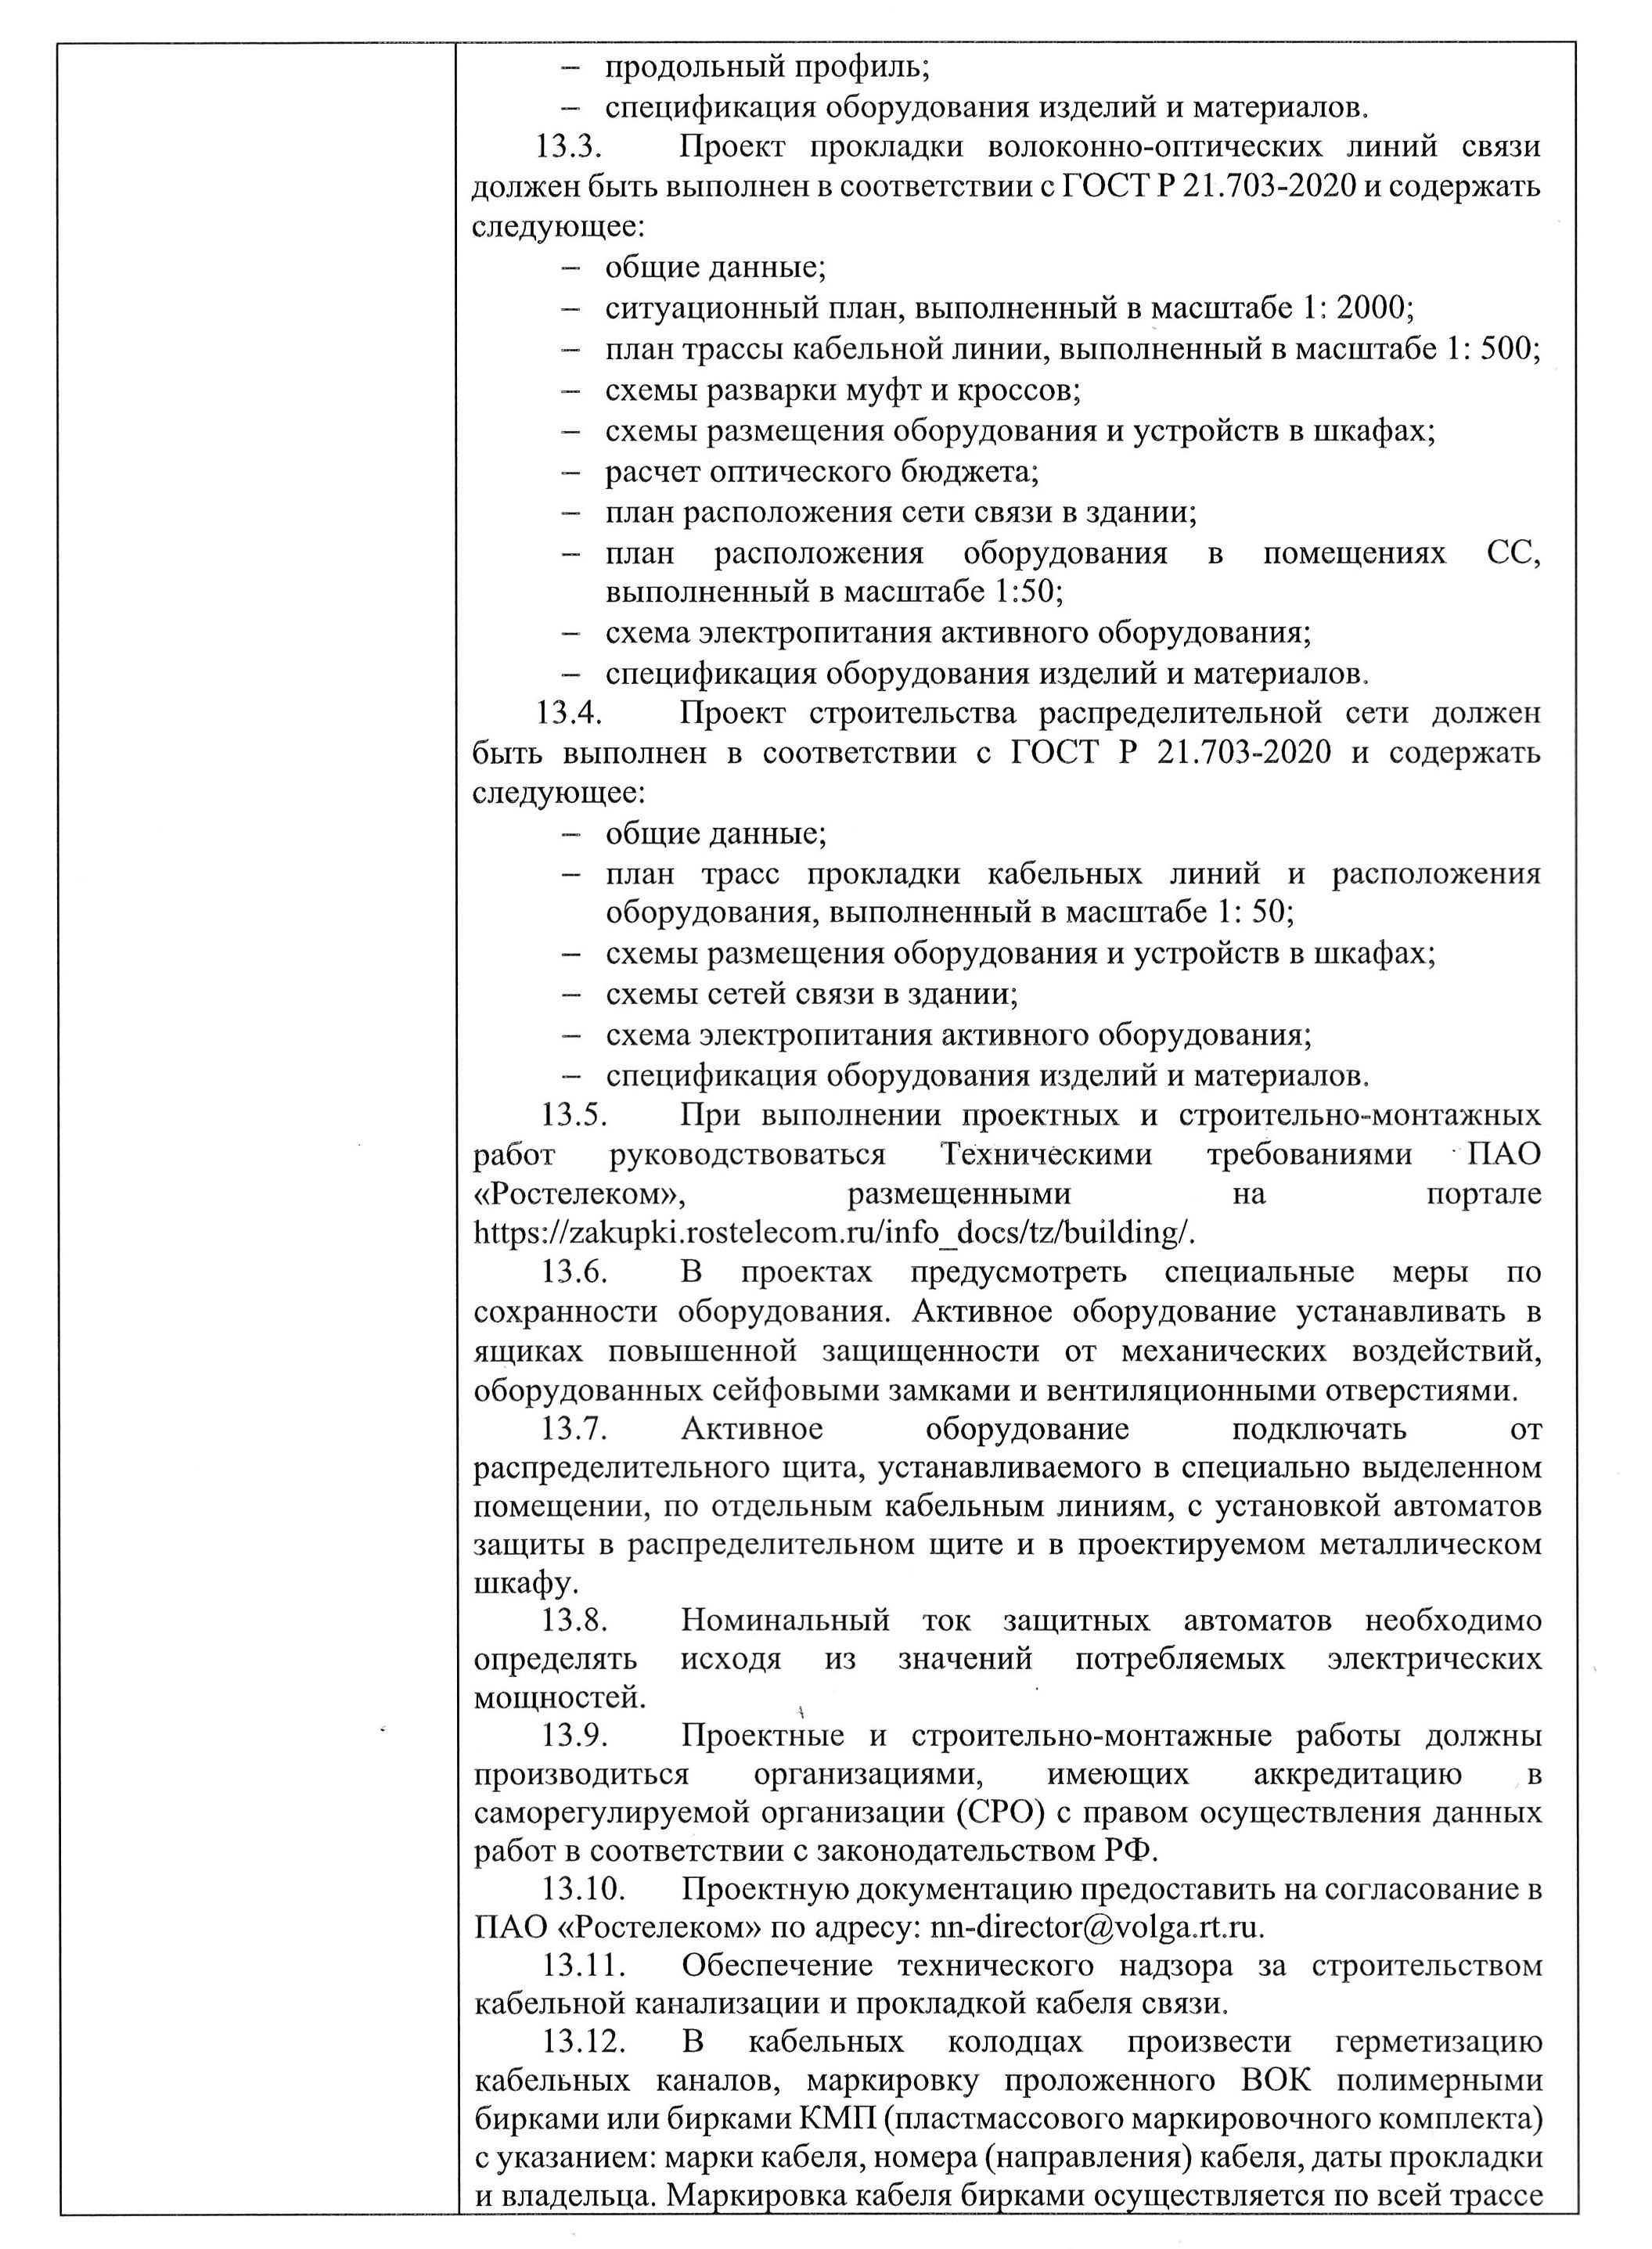 – продольный профиль;
– спецификация оборудования изделий и материалов.
13.3. Проект прокладки волоконно-оптических линий связи
должен быть выполнен в соответствии с ГОСТ Р 21.703-2020 и содержать
следующее:
– общие данные;
– ситуационный план, выполненный в масштабе 1: 2000;
– план трассы кабельной линии, выполненный в масштабе 1: 500;
– схемы разварки муфт и кроссов;
– схемы размещения оборудования и устройств в шкафах;
– расчет оптического бюджета;
– план расположения сети связи в здании;
– план расположения оборудования в помещениях СС,
выполненный в масштабе 1:50;
– схема электропитания активного оборудования;
– спецификация оборудования изделий и материалов.
13.4. Проект строительства распределительной сети должен
быть выполнен в соответствии с ГОСТ Р 21.703-2020 и содержать
следующее:
– общие данные;
– план трасс прокладки кабельных линий и расположения
оборудования, выполненный в масштабе 1: 50;
– схемы размещения оборудования и устройств в шкафах;
– схемы сетей связи в здании;
– схема электропитания активного оборудования;
– спецификация оборудования изделий и материалов.
13.5. При выполнении проектных и строительно-монтажных
работ руководствоваться Техническими требованиями ПАО
«Ростелеком», размещенными на портале
https://zakupki.rostelecom.ru/info_docs/tz/building/.
13.6. В проектах предусмотреть специальные меры по
сохранности оборудования. Активное оборудование устанавливать в
ящиках повышенной защищенности от механических воздействий,
оборудованных сейфовыми замками и вентиляционными отверстиями.
13.7. Активное оборудование подключать от
распределительного щита, устанавливаемого в специально выделенном
помещении, по отдельным кабельным линиям, с установкой автоматов
защиты в распределительном щите и в проектируемом металлическом
шкафу.
13.8. Номинальный ток защитных автоматов необходимо
определять исходя из значений потребляемых электрических
мощностей.
13.9. Проектные и строительно-монтажные работы должны
производиться организациями, имеющих аккредитацию в
саморегулируемой организации (СРО) с правом осуществления данных
работ в соответствии с законодательством РФ.
13.10. Проектную документацию предоставить на согласование в
ПАО «Ростелеком» по адресу: nn-director@volga.rt.ru.
13.11. Обеспечение технического надзора за строительством
кабельной канализации и прокладкой кабеля связи.
13.12. В кабельных колодцах произвести герметизацию
кабельных каналов, маркировку проложенного ВОК полимерными
бирками или бирками КМП (пластмассового маркировочного комплекта)
с указанием: марки кабеля, номера (направления) кабеля, даты прокладки
и владельца. Маркировка кабеля бирками осуществляется по всей трассе